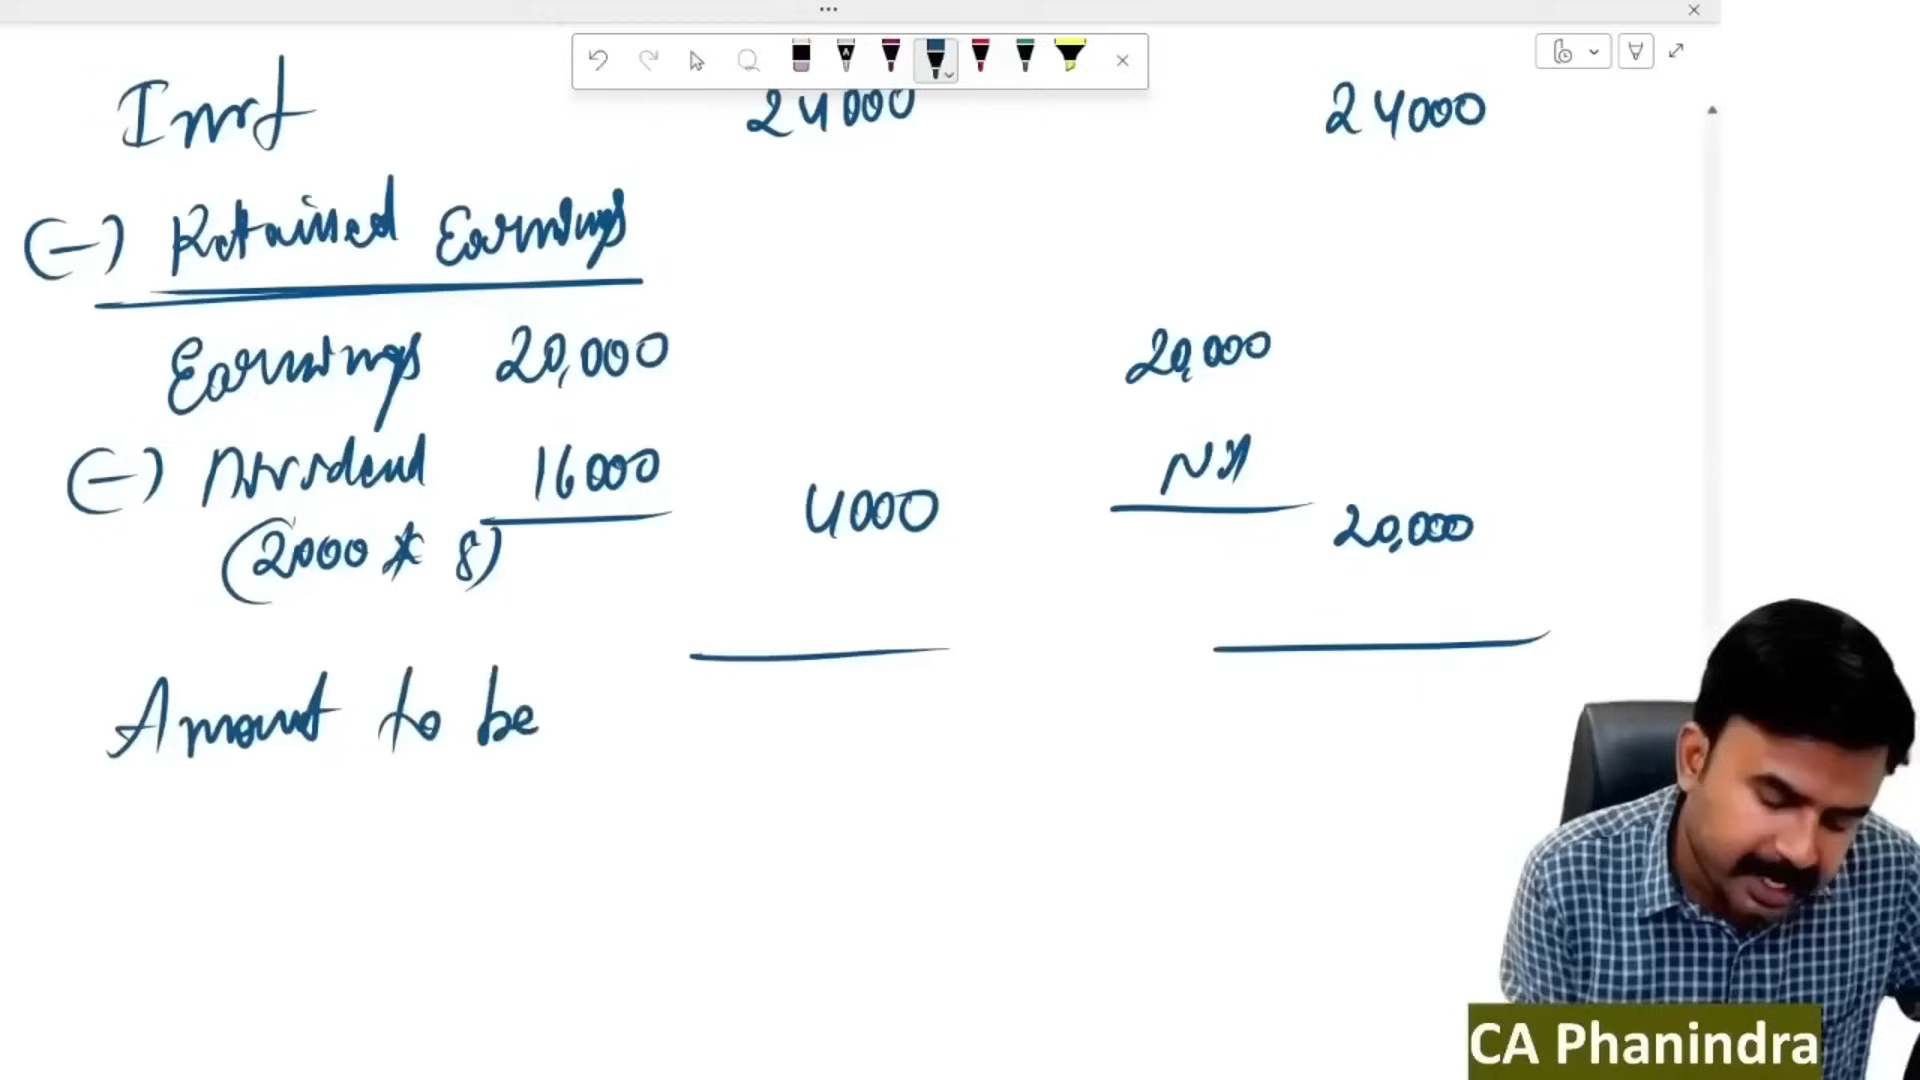 Invt 24000 24000
(-) Retained Earnings
Earnings 20,000 20,000
(-) Dividend 16000 Nil
4000 20,000
(2000 * 8)
Amount to be
CA Phanindra